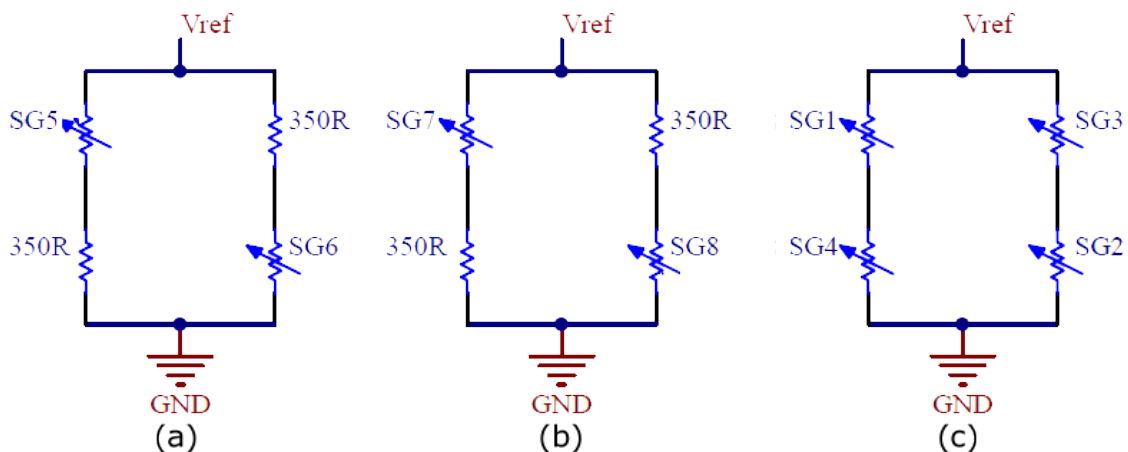 Vref
SG5
350R
350R
SG6
GND
(a)
Vref
SG7
350R
350R
SG8
GND
(b)
Vref
SG1
SG3
SG4
SG2
GND
(c)